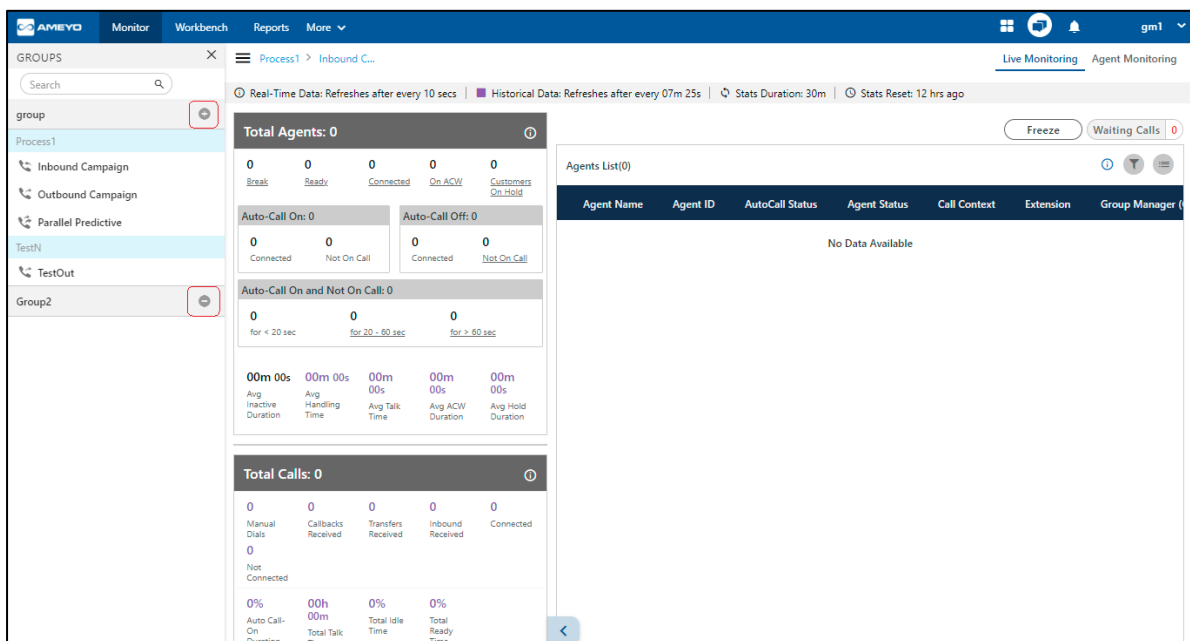 AMEYO Monitor Workbench Reports More gm1
GROUPS
Search
group
Process1
Inbound Campaign
Outbound Campaign
Parallel Predictive
TestN
TestOut
Group2
Process1 > Inbound C...
Live Monitoring Agent Monitoring
Real-Time Data: Refreshes after every 10 secs | Historical Data: Refreshes after every 07m 25s | Stats Duration: 30m | Stats Reset: 12 hrs ago
Total Agents: 0
0 0 0 0 0
Break Ready Connected On ACW Customers
On Hold
Auto-Call On: 0 Auto-Call Off: 0
0 0 0 0
Connected Not On Call Connected Not On Call
Auto-Call On and Not On Call: 0
0 0 0
for < 20 sec for 20 - 60 sec for > 60 sec
00m 00s 00m 00s 00m 00m 00m
00s 00s 00s
Avg Avg Avg Talk Avg ACW Avg Hold
Inactive Handling Time Duration Duration
Duration Time
Total Calls: 0
0 0 0 0 0
Manual Callbacks Transfers Inbound Connected
Dials Received Received Received
0
Not
Connected
0% 00h 0% 0%
00m
Auto Call- Total Idle Total
On Total Talk Time Ready
Duration Time
Freeze Waiting Calls 0
Agents List(0)
Agent Name Agent ID AutoCall Status Agent Status Call Context Extension Group Manager (
No Data Available